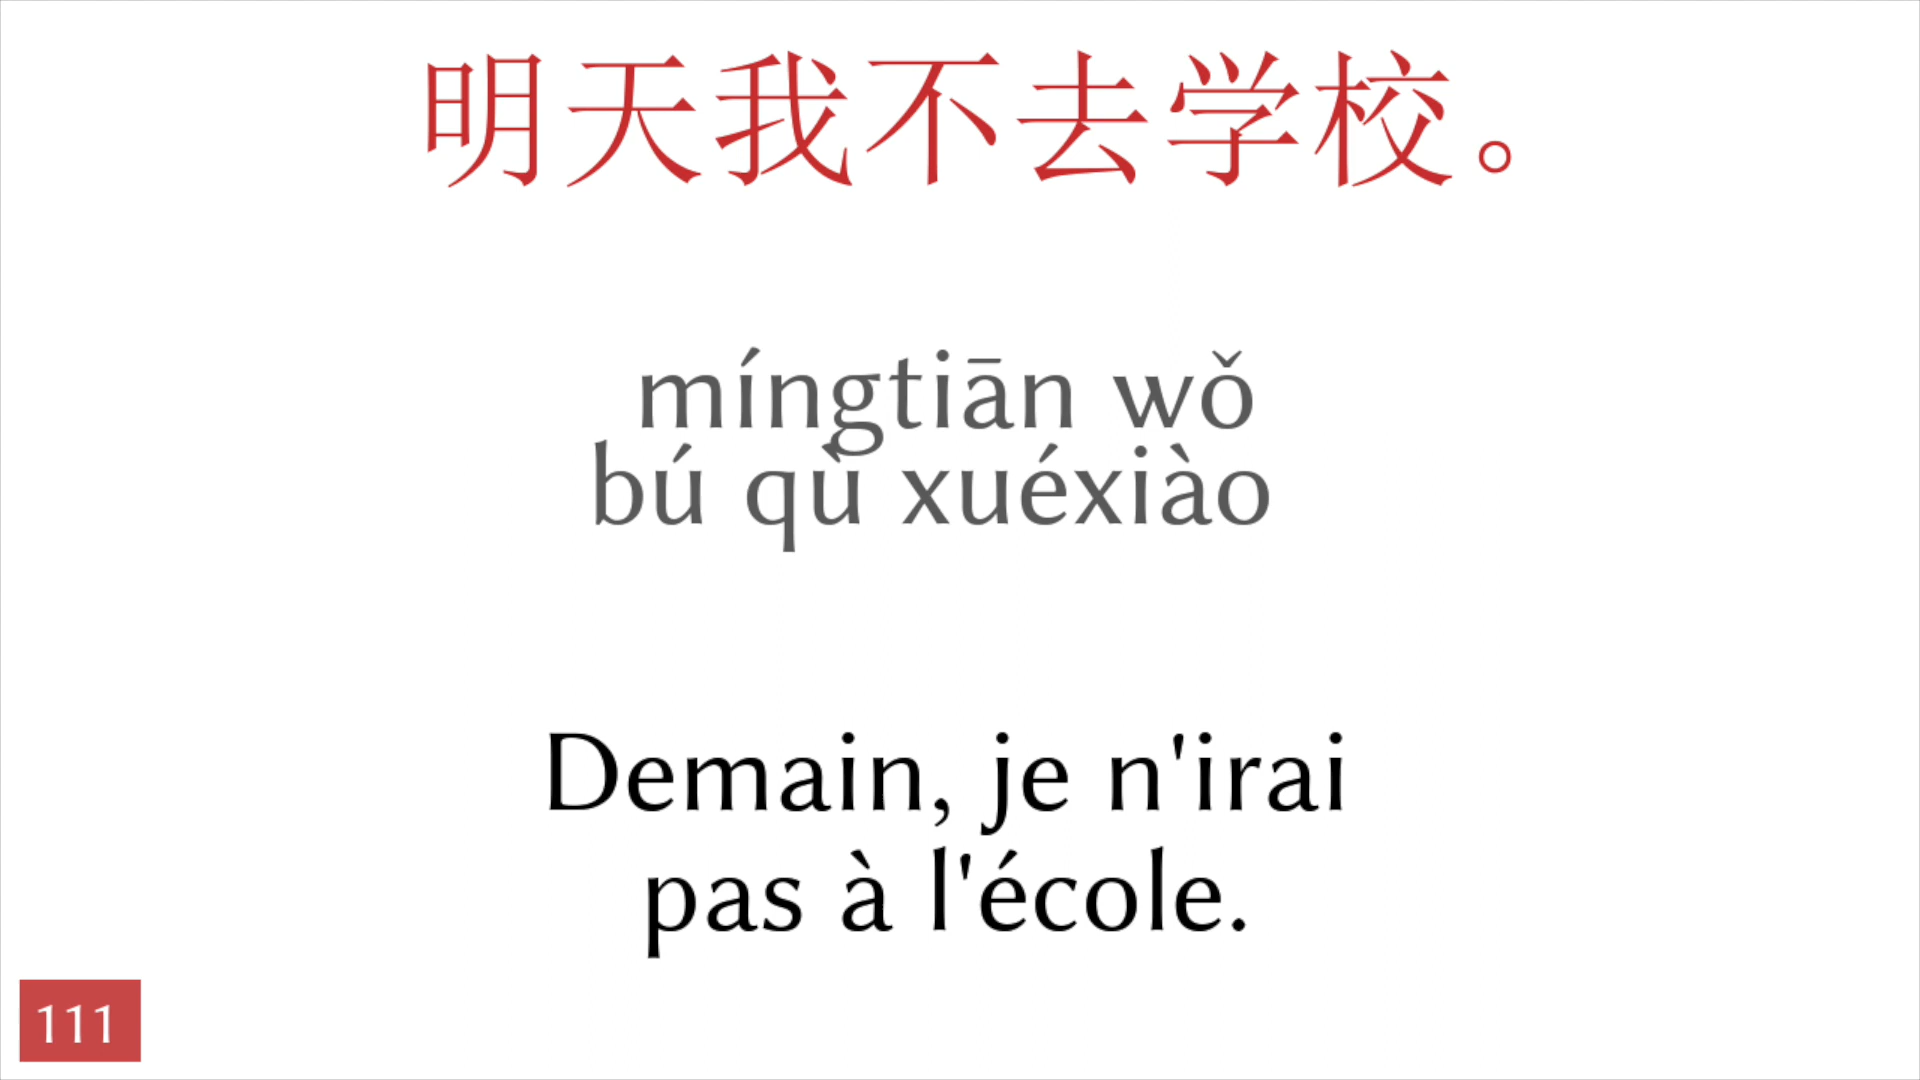 明天我不去学校。
míngtiān wǒ
bú qù xuéxiào
Demain, je n'irai
pas à l'école.
111